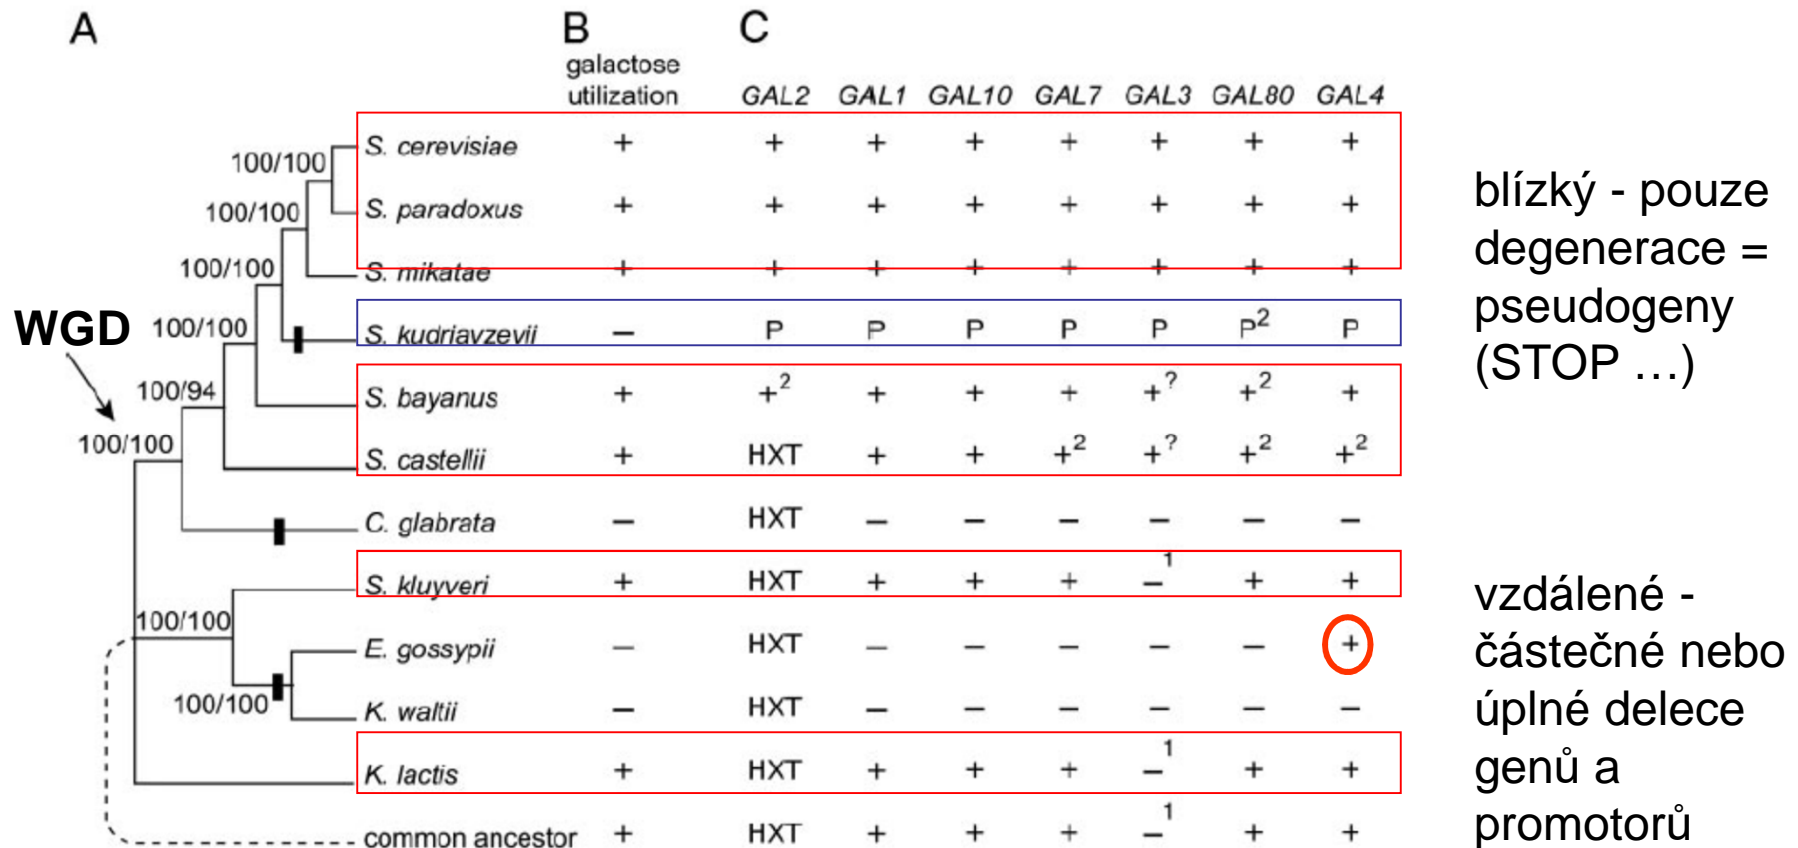 A B C
galactose
utilization GAL2 GAL1 GAL10 GAL7 GAL3 GAL80 GAL4
100/100 S. cerevisiae + + + + + + + +
100/100 S. paradoxus + + + + + + + +
100/100 S. mikatae + + + + + + + +
WGD 100/100 S. kudriavzevii – P P P P P P² P
100/94 S. bayanus + +² + + + +? +² +
100/100 S. castellii + HXT + + +² +? +² +²
C. glabrata – HXT – – – – – –
S. kluyveri + HXT + + + –¹ + +
100/100 E. gossypii – HXT – – – – – +
100/100 K. waltii – HXT – – – – – –
K. lactis + HXT + + + –¹ + +
common ancestor + HXT + + + –¹ + +
blízký - pouze
degenerace =
pseudogeny
(STOP …)
vzdálené -
částečné nebo
úplné delece
genů a
promotorů